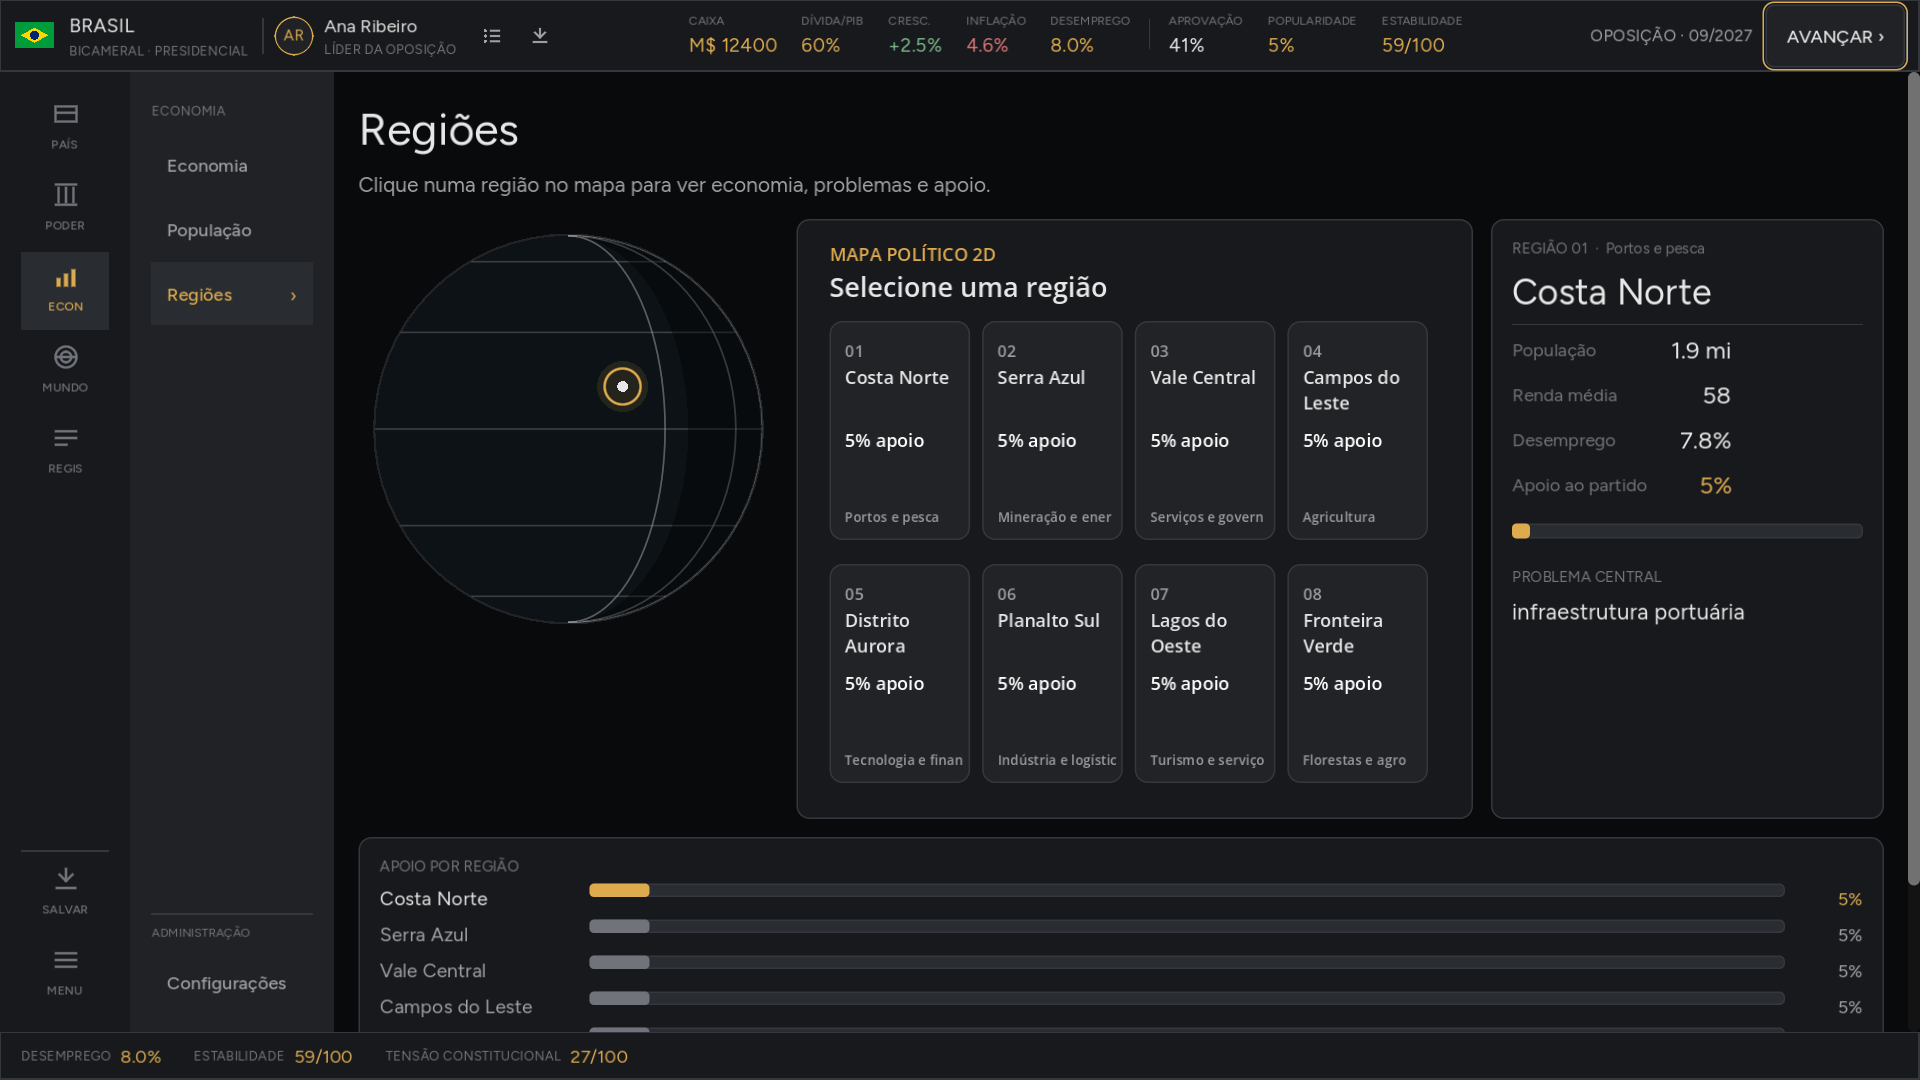 BRASIL
BICAMERAL · PRESIDENCIAL
AR
Ana Ribeiro
LÍDER DA OPOSIÇÃO
CAIXA
M$ 12400
DÍVIDA/PIB
60%
CRESC.
+2.5%
INFLAÇÃO
4.6%
DESEMPREGO
8.0%
APROVAÇÃO
41%
POPULARIDADE
5%
ESTABILIDADE
59/100
OPOSIÇÃO · 09/2027
AVANÇAR ›
PAÍS
PODER
ECON
MUNDO
REGIS
SALVAR
MENU
ECONOMIA
Economia
População
Regiões ›
ADMINISTRAÇÃO
Configurações
Regiões
Clique numa região no mapa para ver economia, problemas e apoio.
MAPA POLÍTICO 2D
Selecione uma região
01
Costa Norte
5% apoio
Portos e pesca
02
Serra Azul
5% apoio
Mineração e ener
03
Vale Central
5% apoio
Serviços e govern
04
Campos do
Leste
5% apoio
Agricultura
05
Distrito
Aurora
5% apoio
Tecnologia e finan
06
Planalto Sul
5% apoio
Indústria e logístic
07
Lagos do
Oeste
5% apoio
Turismo e serviço
08
Fronteira
Verde
5% apoio
Florestas e agro
REGIÃO 01 · Portos e pesca
Costa Norte
População 1.9 mi
Renda média 58
Desemprego 7.8%
Apoio ao partido 5%
PROBLEMA CENTRAL
infraestrutura portuária
APOIO POR REGIÃO
Costa Norte 5%
Serra Azul 5%
Vale Central 5%
Campos do Leste 5%
DESEMPREGO 8.0% ESTABILIDADE 59/100 TENSÃO CONSTITUCIONAL 27/100